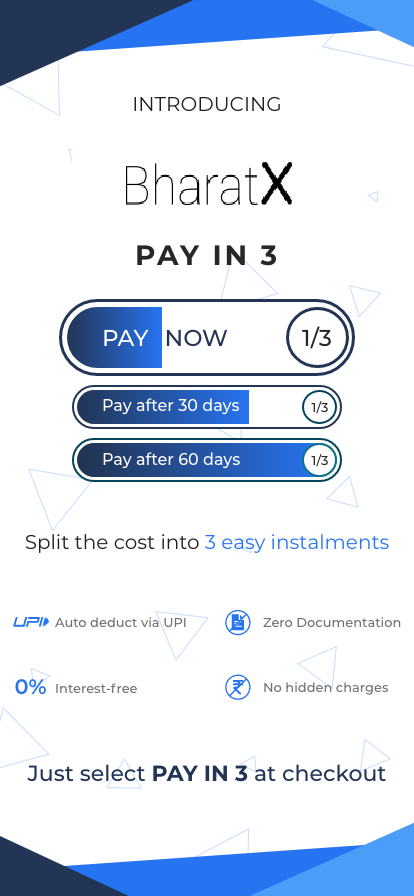 INTRODUCING
BharatX
PAY IN 3
PAY NOW 1/3
Pay after 30 days 1/3
Pay after 60 days 1/3
Split the cost into 3 easy instalments
UPI Auto deduct via UPI
Zero Documentation
0% Interest-free
No hidden charges
Just select PAY IN 3 at checkout